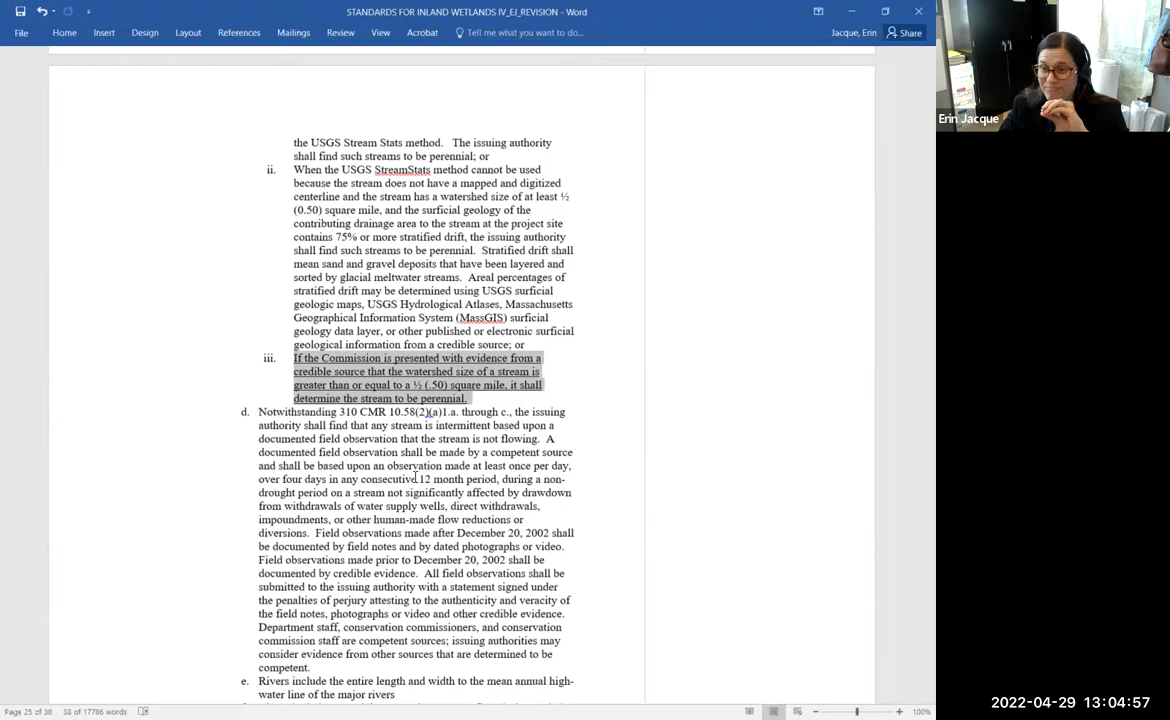 STANDARDS FOR INLAND WETLANDS IV_EJ_REVISION - Word
File Home Insert Design Layout References Mailings Review View Acrobat Tell me what you want to do... Jacque, Erin Share
Erin Jacque
the USGS Stream Stats method. The issuing authority
shall find such streams to be perennial; or
ii. When the USGS StreamStats method cannot be used
because the stream does not have a mapped and digitized
centerline and the stream has a watershed size of at least ½
(0.50) square mile, and the surficial geology of the
contributing drainage area to the stream at the project site
contains 75% or more stratified drift, the issuing authority
shall find such streams to be perennial. Stratified drift shall
mean sand and gravel deposits that have been layered and
sorted by glacial meltwater streams. Areal percentages of
stratified drift may be determined using USGS surficial
geologic maps, USGS Hydrological Atlases, Massachusetts
Geographical Information System (MassGIS) surficial
geology data layer, or other published or electronic surficial
geological information from a credible source; or
iii. If the Commission is presented with evidence from a
credible source that the watershed size of a stream is
greater than or equal to a ½ (.50) square mile, it shall
determine the stream to be perennial.
d. Notwithstanding 310 CMR 10.58(2)(a)1.a. through c., the issuing
authority shall find that any stream is intermittent based upon a
documented field observation that the stream is not flowing. A
documented field observation shall be made by a competent source
and shall be based upon an observation made at least once per day,
over four days in any consecutive 12 month period, during a non-
drought period on a stream not significantly affected by drawdown
from withdrawals of water supply wells, direct withdrawals,
impoundments, or other human-made flow reductions or
diversions. Field observations made after December 20, 2002 shall
be documented by field notes and by dated photographs or video.
Field observations made prior to December 20, 2002 shall be
documented by credible evidence. All field observations shall be
submitted to the issuing authority with a statement signed under
the penalties of perjury attesting to the authenticity and veracity of
the field notes, photographs or video and other credible evidence.
Department staff, conservation commissioners, and conservation
commission staff are competent sources; issuing authorities may
consider evidence from other sources that are determined to be
competent.
e. Rivers include the entire length and width to the mean annual high-
water line of the major rivers
Page 25 of 38 38 of 17786 words 100%
2022-04-29 13:04:57